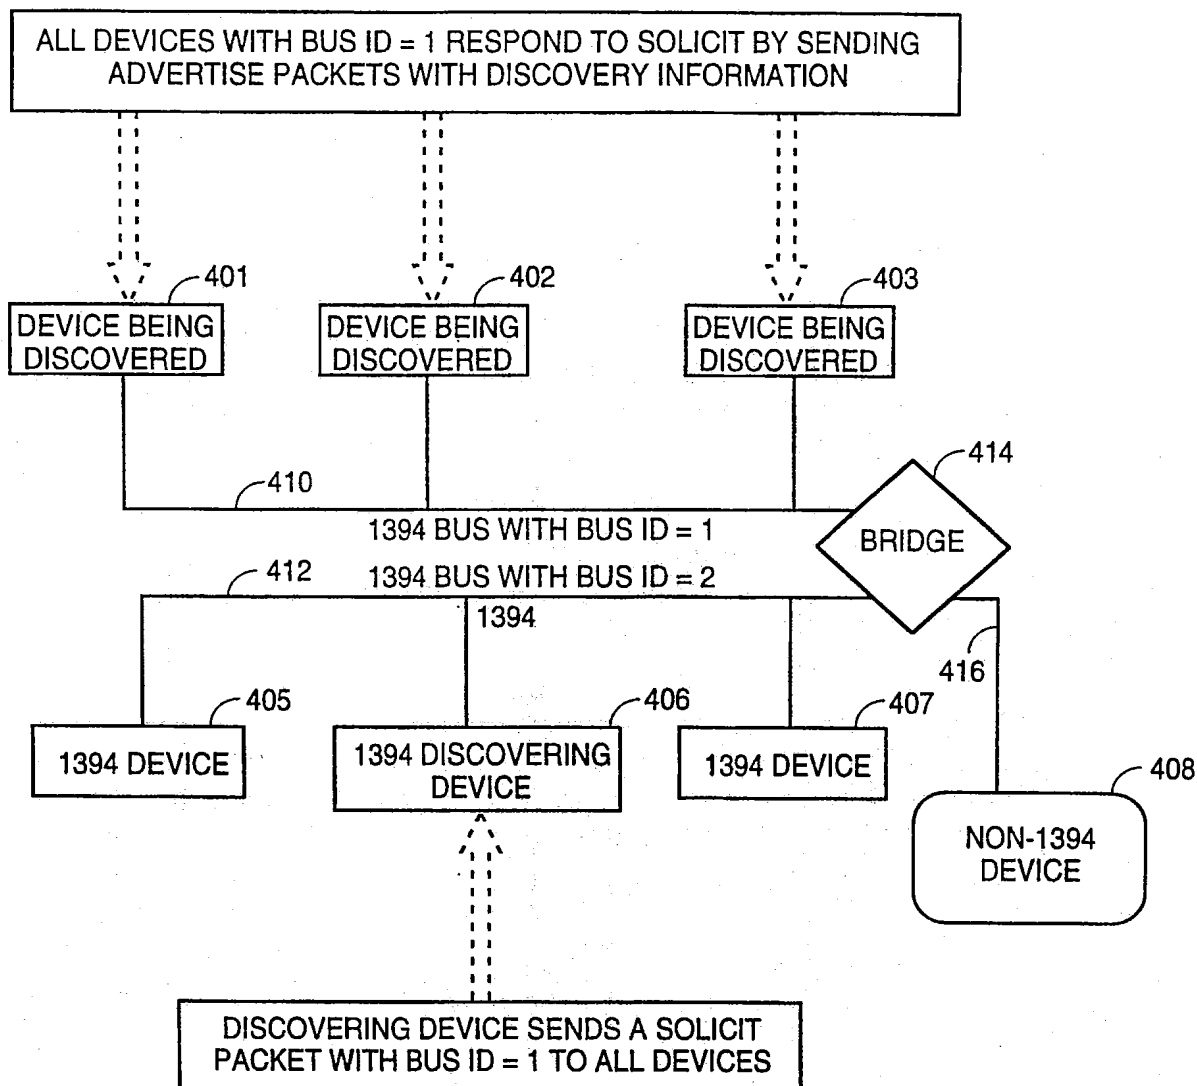 ALL DEVICES WITH BUS ID = 1 RESPOND TO SOLICIT BY SENDING
ADVERTISE PACKETS WITH DISCOVERY INFORMATION
401
402
403
DEVICE BEING
DISCOVERED
DEVICE BEING
DISCOVERED
DEVICE BEING
DISCOVERED
414
410
1394 BUS WITH BUS ID = 1
BRIDGE
412
1394 BUS WITH BUS ID = 2
1394
416
405
406
407
1394 DEVICE
1394 DISCOVERING
DEVICE
1394 DEVICE
408
NON-1394
DEVICE
DISCOVERING DEVICE SENDS A SOLICIT
PACKET WITH BUS ID = 1 TO ALL DEVICES